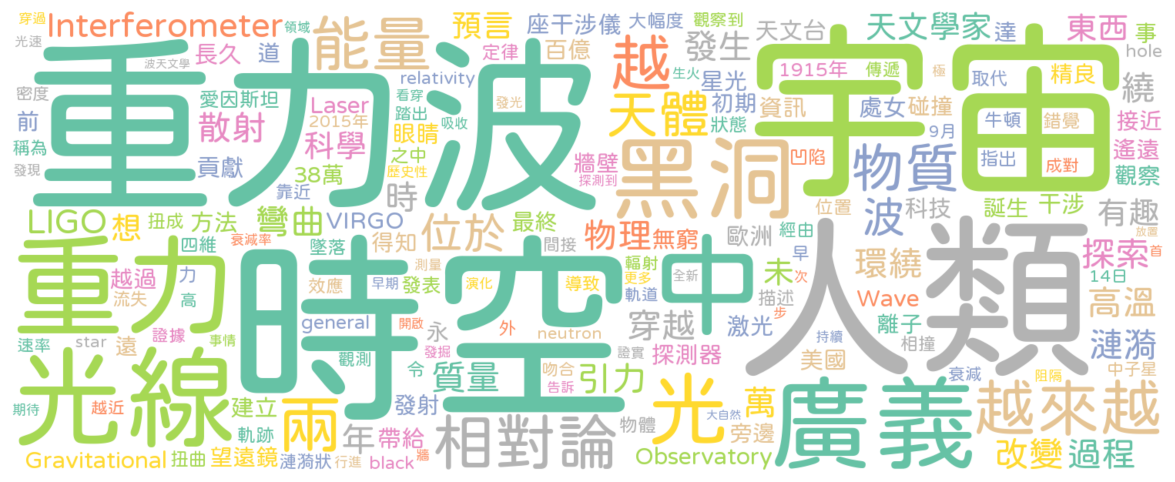 穿過
領域
Interferometer
能量
預言
座干涉儀
大幅度
觀察到
天文學家
達
東西
事
光速
長久
道
波天文學
定律
百億
越
發生
天文台
hole
重力波
宇宙
relativity
星光
1915年
傳遞
極
取代
精良
繞
密度
愛因斯坦
Laser
看穿
發光
生火
天體
初期
資訊
處女
碰撞
前
散射
2015年
踏出
吸收
狀態
9月
牛頓
錯覺
接近
稱為
科學
眼睛
黑洞
凹陷
物質
指出
成對
遙遠
發現
貢獻
之中
歷史性
牆壁
探測到
觀察
38萬
靠近
時
LIGO
想
扭成
方法
彎曲
VIRGO
位於
最終
位置
波
科技
誕生
干涉
有趣
放置
四維
衰減率
墜落
得知
間接
物理
無窮
歐洲
經由
早
人類
探索
首
重力
時空
中
越過
力
效應
早期
測量
演化
導致
輻射
更多
全新
未
次
環繞
14日
流失
高
發表
軌道
描述
步
Wave
高溫
證據
general
開啟
永
外
neutron
穿越
激光
離子
漣漪
速率
star
遠
事情
觀測
發掘
證實
探測器
持續
相撞
光線
令
質量
吻合
告訴
引力
阻隔
美國
衰減
中子星
期待
越近
建立
兩
發射
相對論
物體
光
大自然
萬
廣義
越來越
軌跡
年
帶給
旁邊
Gravitational
扭曲
望遠鏡
漣漪狀
行進
black
牆
Observatory
改變
過程